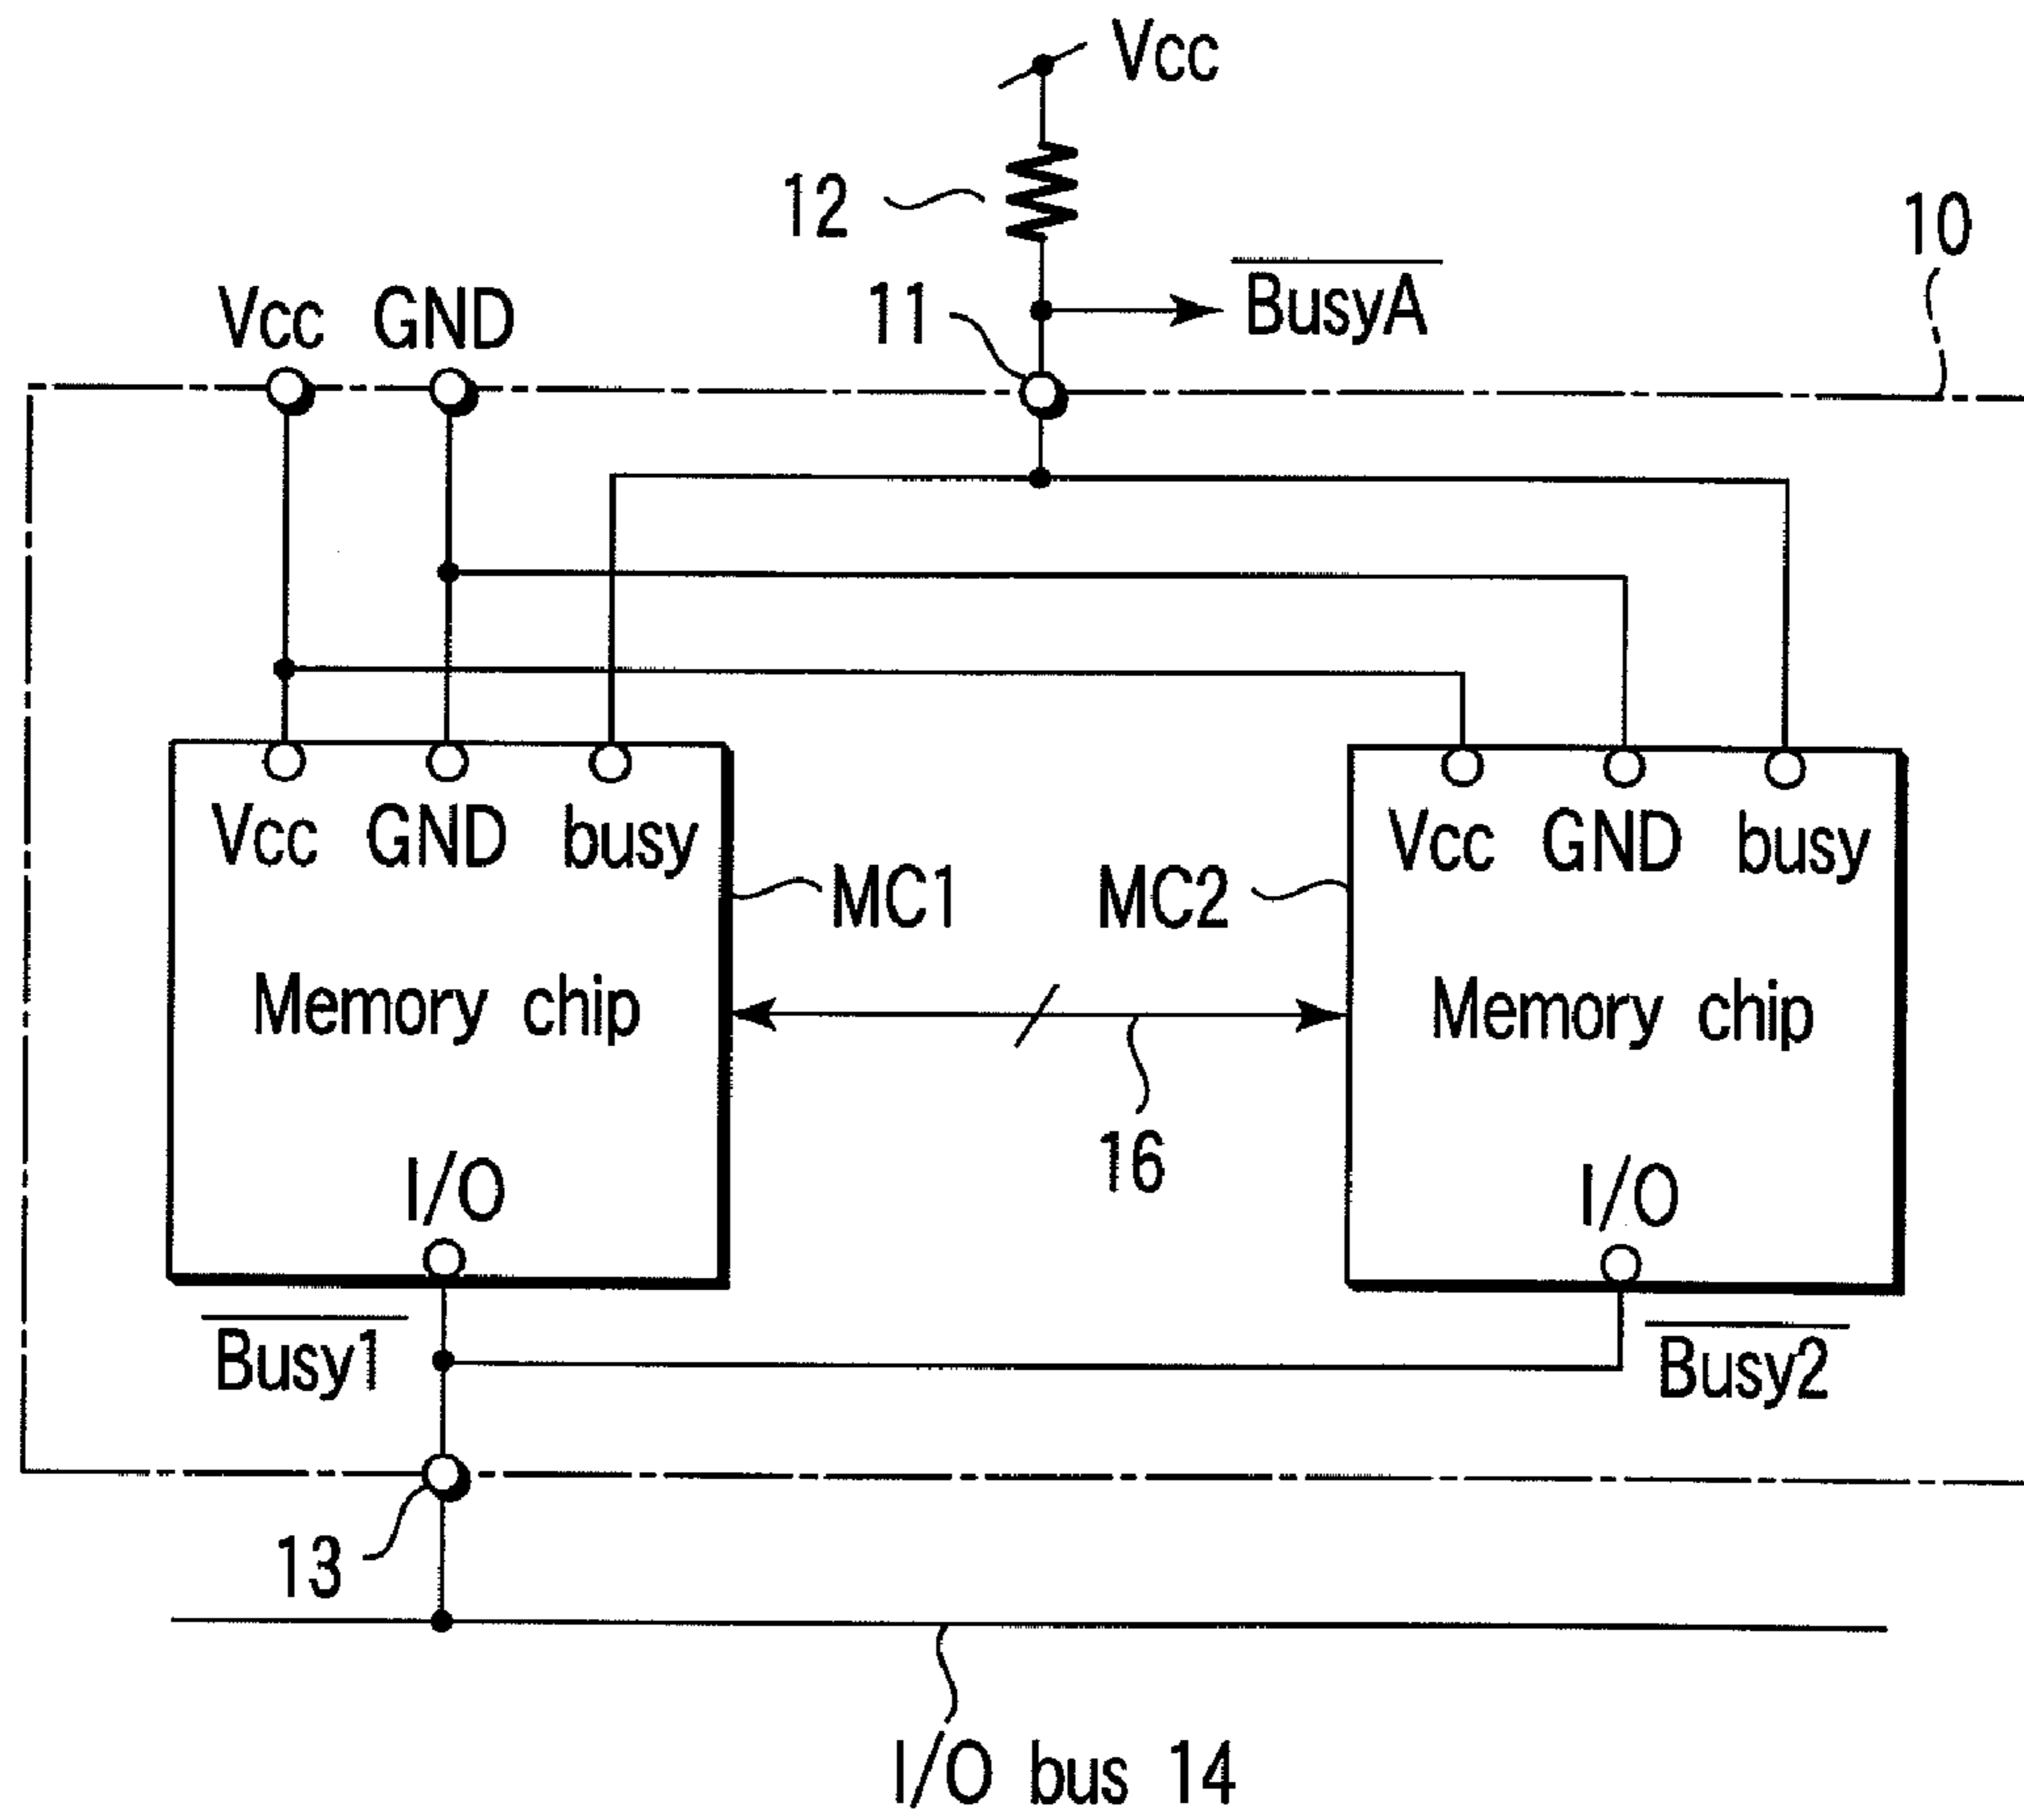 Vcc
12
10
11
BusyA
Vcc GND
Vcc GND busy
Vcc GND busy
MC1
MC2
Memory chip
Memory chip
16
I/O
I/O
Busy1
Busy2
13
I/O bus 14